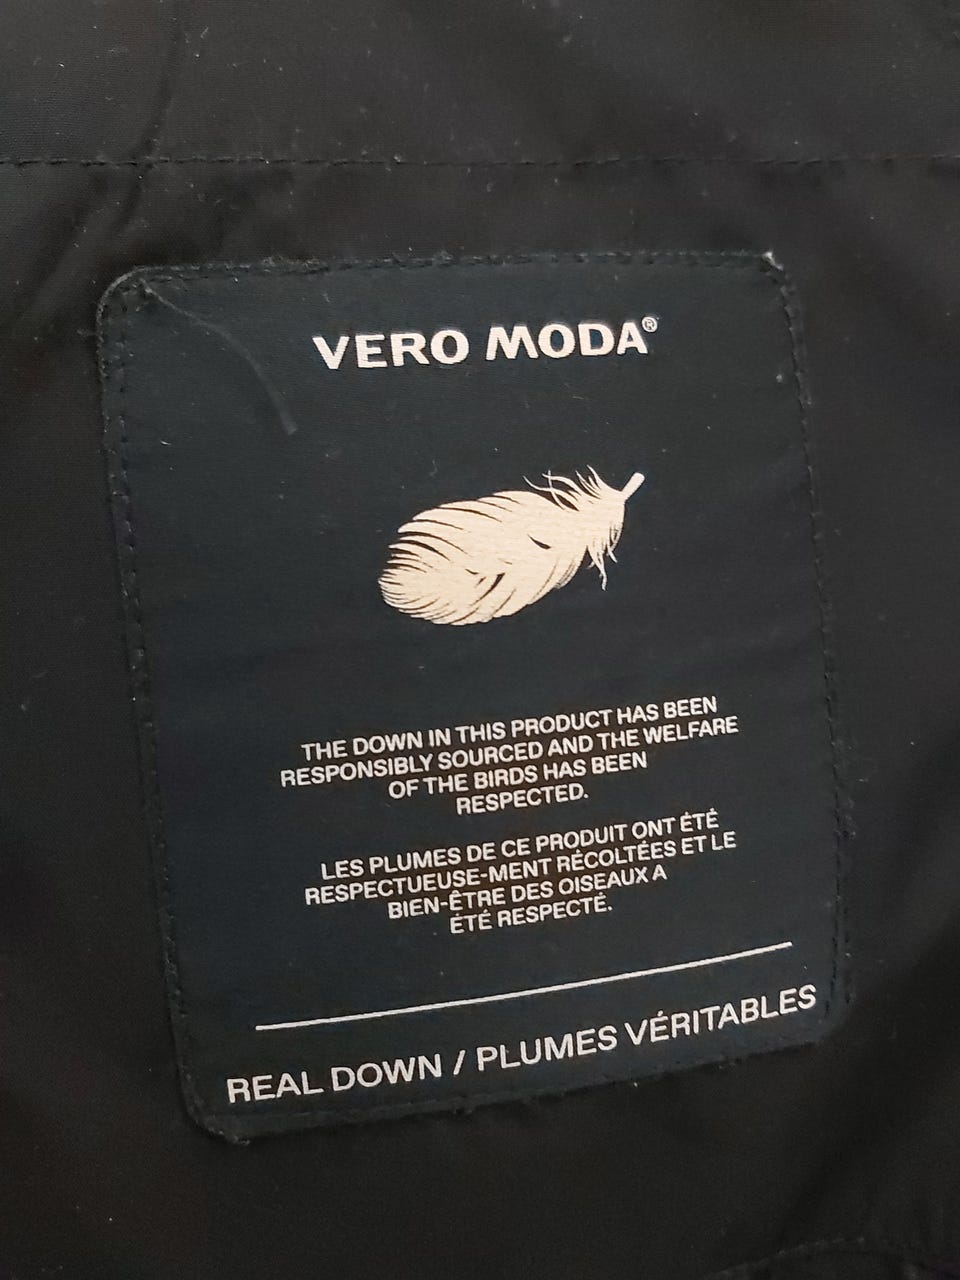 VERO MODA®
THE DOWN IN THIS PRODUCT HAS BEEN
RESPONSIBLY SOURCED AND THE WELFARE
OF THE BIRDS HAS BEEN
RESPECTED.
LES PLUMES DE CE PRODUIT ONT ÉTÉ
RESPECTUEUSE-MENT RÉCOLTÉES ET LE
BIEN-ÊTRE DES OISEAUX A
ÉTÉ RESPECTÉ.
REAL DOWN / PLUMES VÉRITABLES